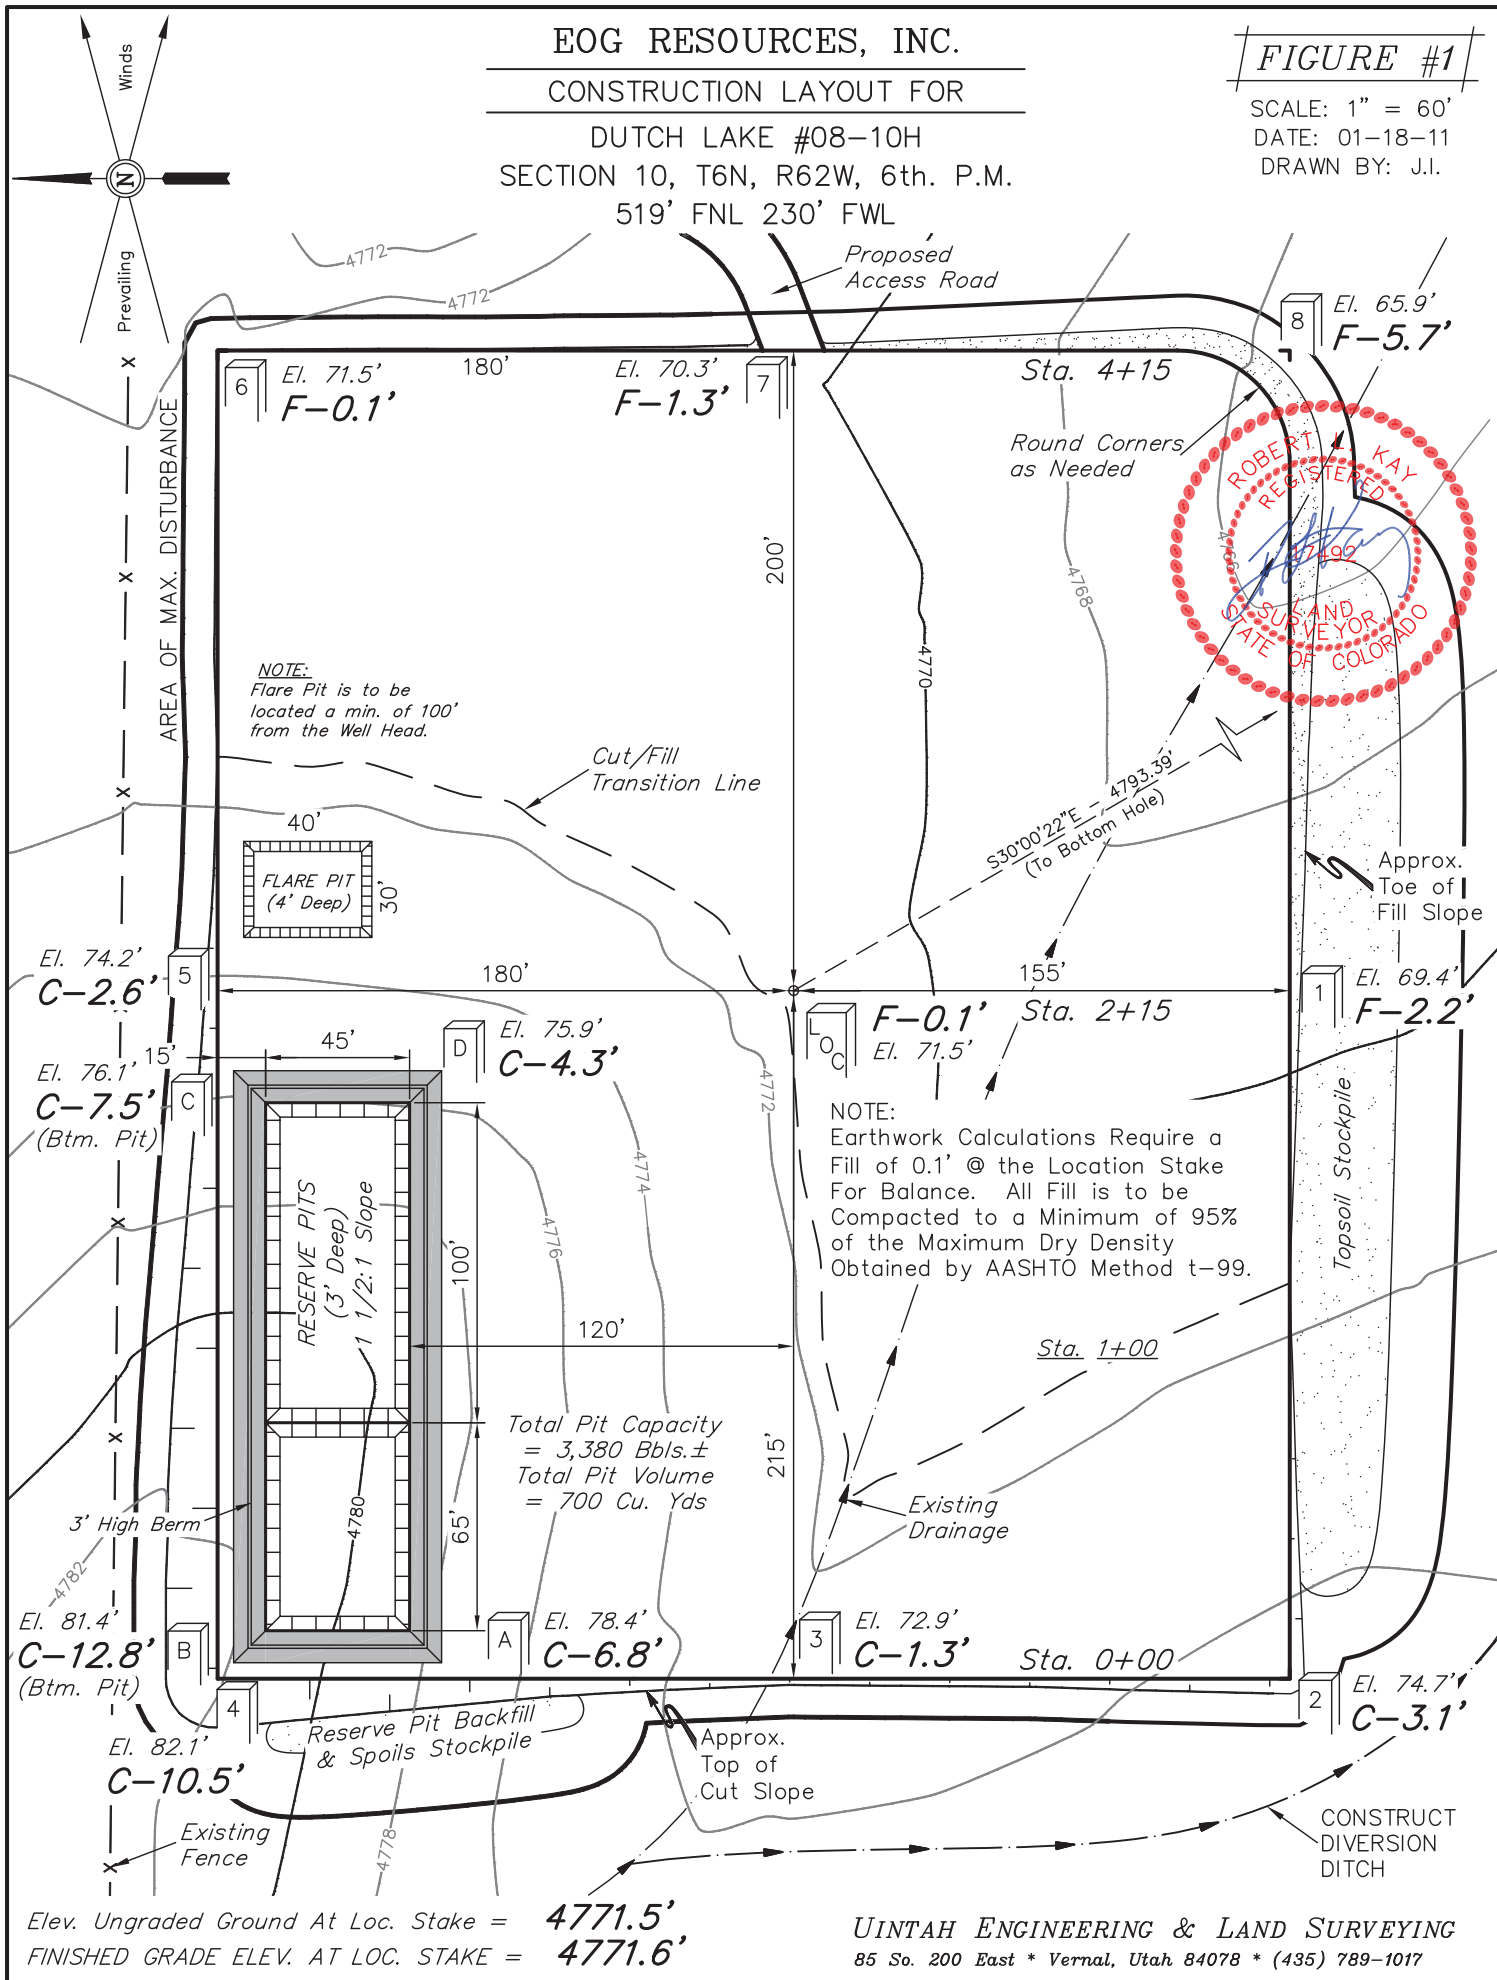 EOG RESOURCES, INC.
CONSTRUCTION LAYOUT FOR
DUTCH LAKE #08-10H
SECTION 10, T6N, R62W, 6th. P.M.
519' FNL 230' FWL
FIGURE #1
SCALE: 1" = 60'
DATE: 01-18-11
DRAWN BY: J.I.
Winds
N
Prevailing
4772
4772
Proposed
Access Road
8
El. 65.9'
F-5.7'
6
El. 71.5'
F-0.1'
180'
El. 70.3'
F-1.3'
7
Sta. 4+15
Round Corners
as Needed
ROBERT L. KAY
REGISTERED
17492
LAND
SURVEYOR
STATE OF COLORADO
4766
4768
4770
200'
AREA OF MAX. DISTURBANCE
X
X
X
X
X
X
NOTE:
Flare Pit is to be
located a min. of 100'
from the Well Head.
Cut/Fill
Transition Line
S30°00'22"E - 4793.39'
(To Bottom Hole)
40'
FLARE PIT
(4' Deep)
30'
Approx.
Toe of
Fill Slope
El. 74.2'
C-2.6'
5
180'
155'
Sta. 2+15
LOC
F-0.1'
El. 71.5'
1
El. 69.4'
F-2.2'
15'
45'
D
El. 75.9'
C-4.3'
El. 76.1'
C-7.5'
(Btm. Pit)
C
4772
4774
4776
NOTE:
Earthwork Calculations Require a
Fill of 0.1' @ the Location Stake
For Balance. All Fill is to be
Compacted to a Minimum of 95%
of the Maximum Dry Density
Obtained by AASHTO Method t-99.
Topsoil Stockpile
RESERVE PITS
(3' Deep)
1 1/2:1 Slope
100'
120'
Sta. 1+00
Total Pit Capacity
= 3,380 Bbls.±
Total Pit Volume
= 700 Cu. Yds
215'
65'
4780
3' High Berm
4782
Existing
Drainage
El. 81.4'
C-12.8'
(Btm. Pit)
B
A
El. 78.4'
C-6.8'
3
El. 72.9'
C-1.3'
Sta. 0+00
4
El. 82.1'
C-10.5'
Reserve Pit Backfill
& Spoils Stockpile
Approx.
Top of
Cut Slope
2
El. 74.7'
C-3.1'
Existing
Fence
4778
CONSTRUCT
DIVERSION
DITCH
Elev. Ungraded Ground At Loc. Stake = 4771.5'
FINISHED GRADE ELEV. AT LOC. STAKE = 4771.6'
UINTAH ENGINEERING & LAND SURVEYING
85 So. 200 East * Vernal, Utah 84078 * (435) 789-1017